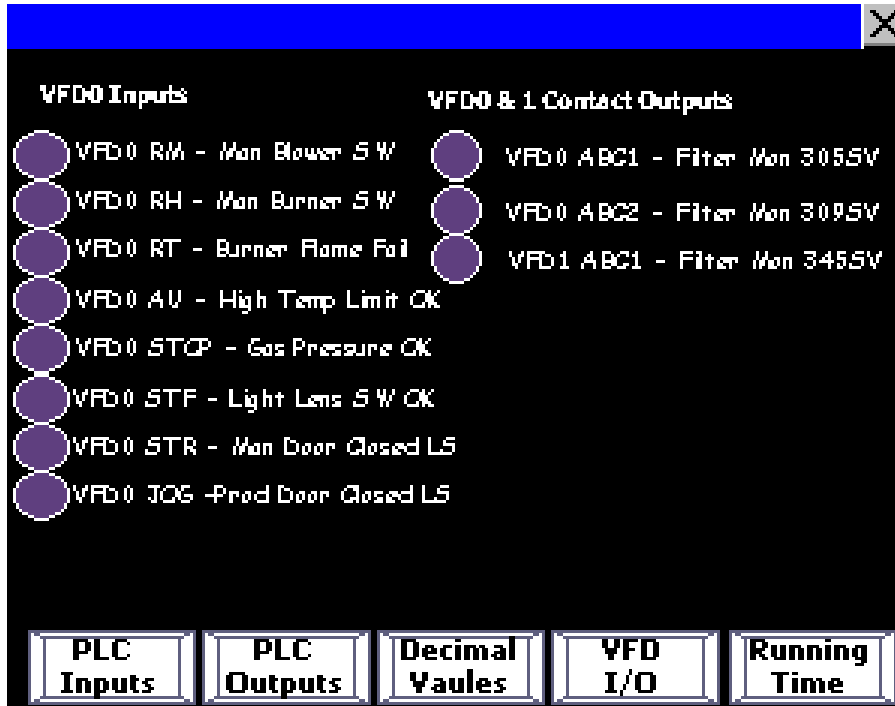 VFD0 Inputs
VFD0 RM - Man Blower SW
VFD0 RH - Man Burner SW
VFD0 RT - Burner Flame Fail
VFD0 AU - High Temp Limit OK
VFD0 STOP - Gas Pressure OK
VFD0 STF - Light Lens SW OK
VFD0 STR - Man Door Closed LS
VFD0 JOG -Prod Door Closed LS
VFD0 & 1 Contact Outputs
VFD0 ABC1 - Filter Mon 305SV
VFD0 ABC2 - Filter Mon 309SV
VFD1 ABC1 - Filter Mon 345SV
PLC
Inputs
PLC
Outputs
Decimal
Vaules
VFD
I/O
Running
Time